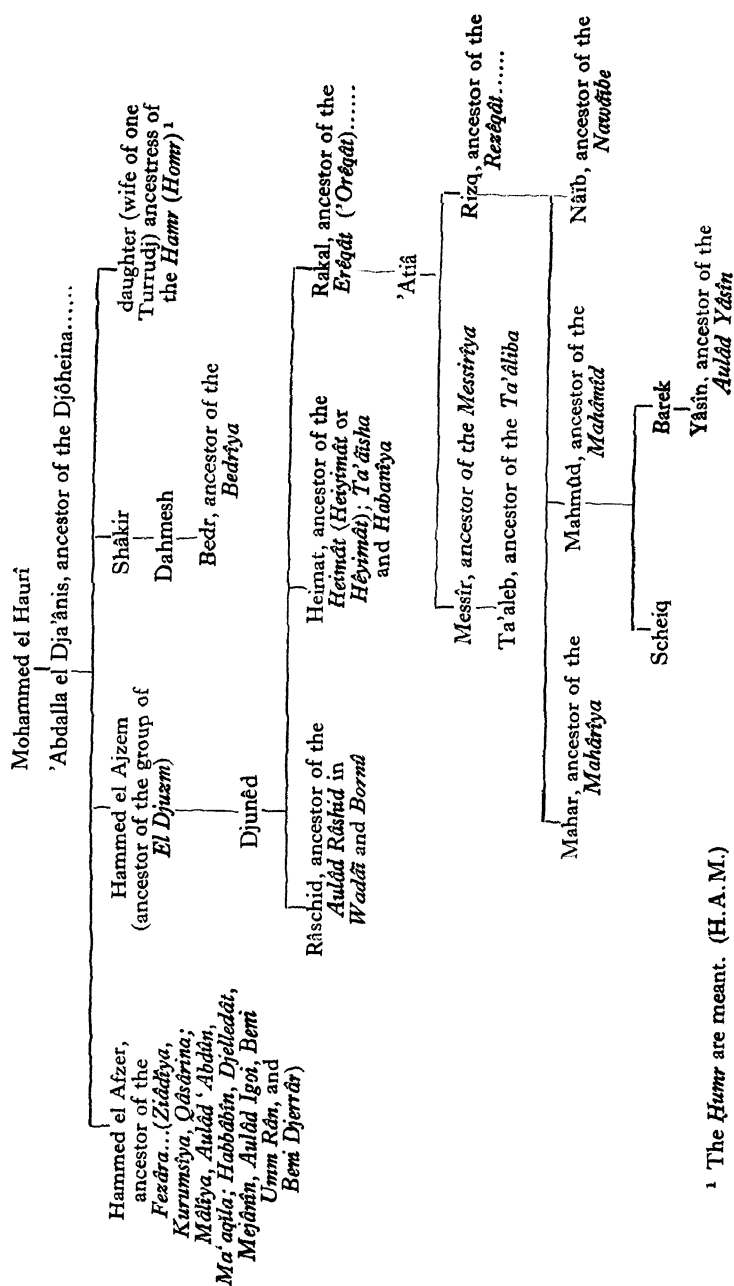 Mohammed el Haurî
’Abdalla el Dja’ânis, ancestor of the Djôheina......
Hammed el Afzer,
ancestor of the
Fezâra...(Ziâdîya,
Kurumsîya, Qâsârina;
Mâlîya, Aulâd ‘Abdûn,
Ma‘aqîla; Habbâbîn, Djelledât,
Mejânîn, Aulâd Igoi, Beni
Umm Rân, and
Beni Djerrâr)
Hammed el Ajzem
(ancestor of the group of
El Djuzm)
Shâkir
Dahmesh
Bedr, ancestor of the
Bedrîya
daughter (wife of one
Turrudj) ancestress of
the Hamr (Homr)¹
Djunêd
Râschid, ancestor of the
Aulâd Râshid in
Wadâï and Bornû
Heimat, ancestor of the
Heimât (Heiyimât or
Hêyimât); Ta’âïsha
and Habanîya
Rakal, ancestor of the
Erêqât (’Orêqât)......
’Atiâ
Messîr, ancestor of the Messirîya
Ta’aleb, ancestor of the Ta’âliba
Rizq, ancestor of the
Rezêqât......
Mahar, ancestor of the
Mahârîya
Mahmûd, ancestor of the
Mahâmîd
Nâïb, ancestor of the
Nawâïbe
Scheiq
Barek
Yâsîn, ancestor of the
Aulâd Yâsîn
¹ The Ḥumr are meant. (H.A.M.)